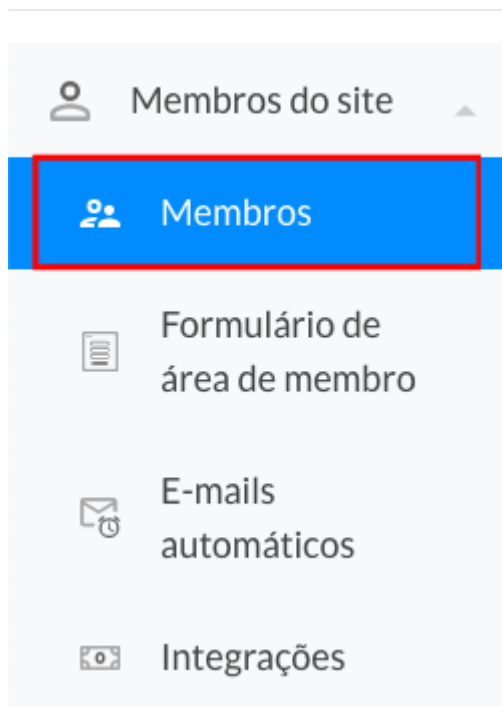 Membros do site
Membros
Formulário de
área de membro
E-mails
automáticos
Integrações